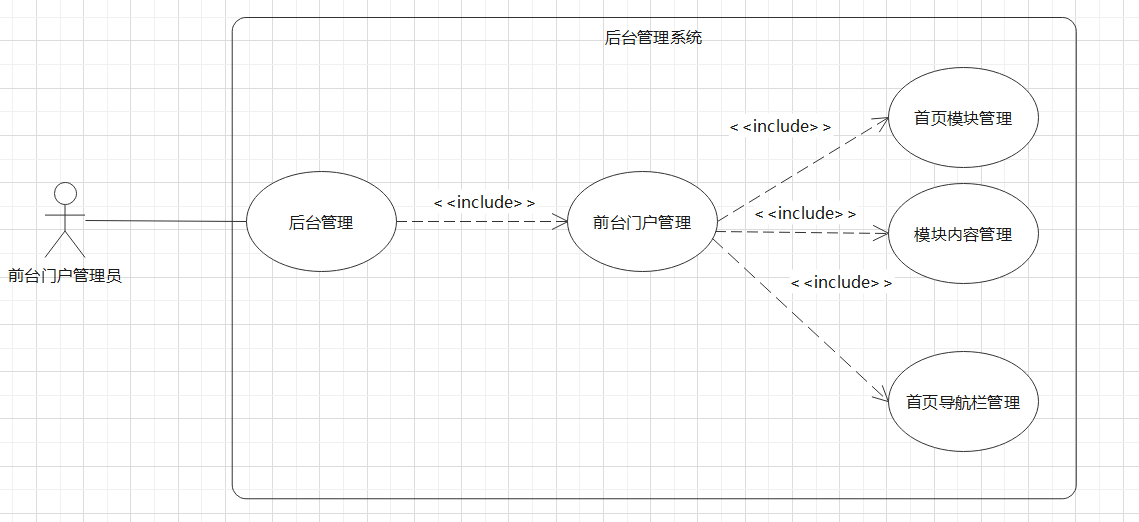 后台管理系统
首页模块管理
< <include> >
< <include> >
< <include> >
后台管理
前台门户管理
模块内容管理
前台门户管理员
< <include> >
首页导航栏管理